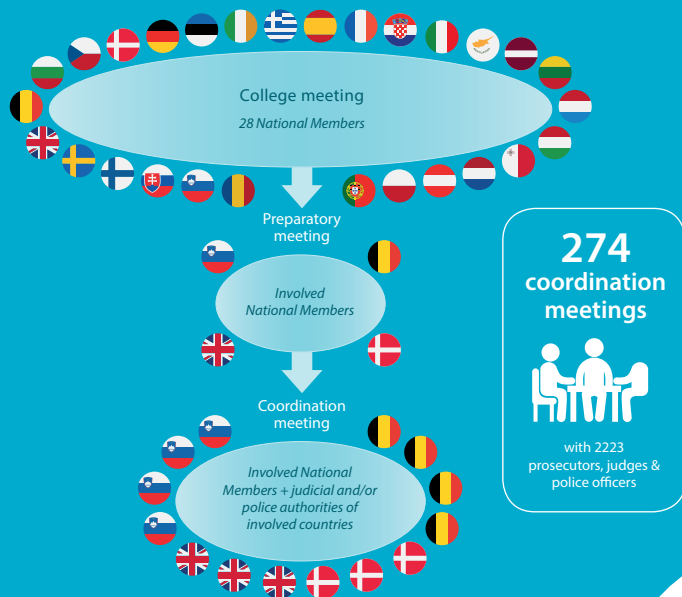 College meeting
28 National Members
Preparatory
meeting
Involved
National Members
Coordination
meeting
Involved National
Members + judicial and/or
police authorities of
involved countries
274
coordination
meetings
with 2223
prosecutors, judges &
police officers